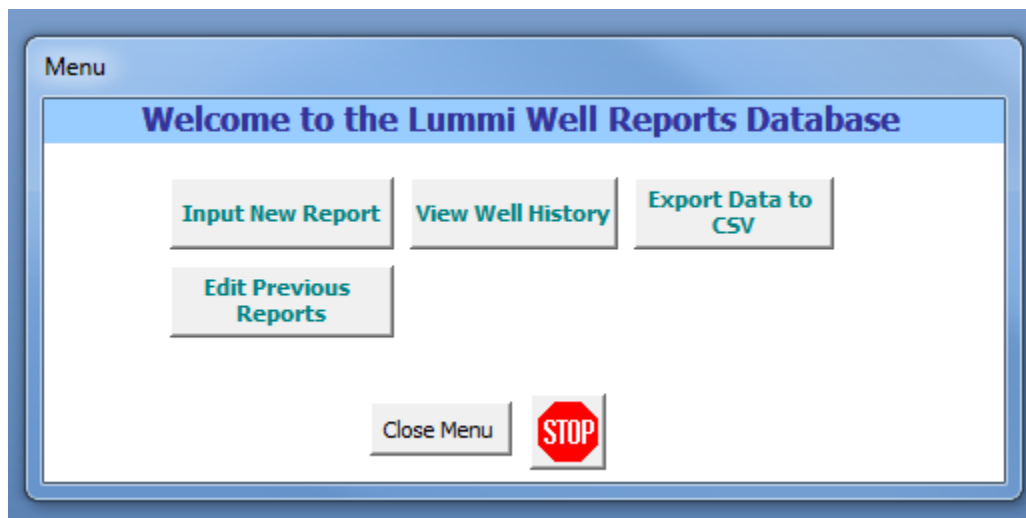 Menu
Welcome to the Lummi Well Reports Database
Input New Report
View Well History
Export Data to
CSV
Edit Previous
Reports
Close Menu
STOP